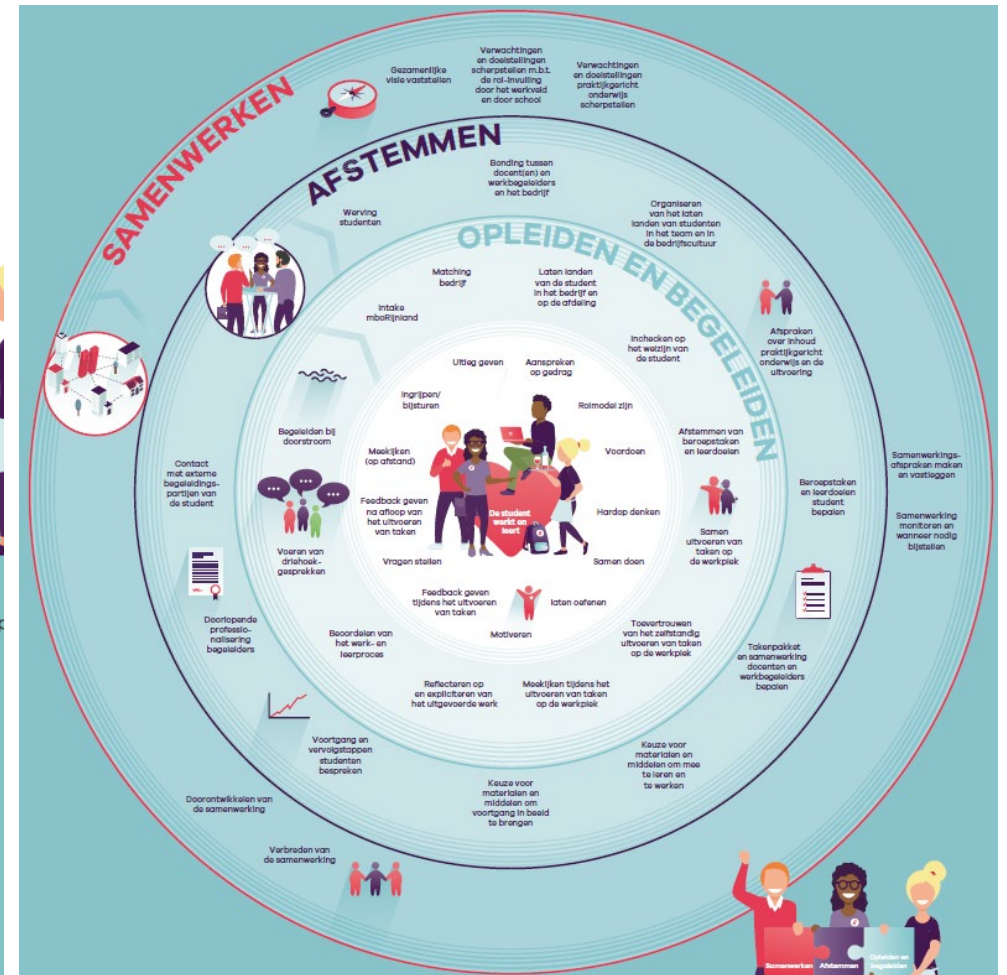 SAMENWERKEN
Gezamenlijke
visie vaststellen
Verwachtingen
en doelstellingen
scherpstellen m.b.t.
de rol-invulling
door het werkveld
en door school
Verwachtingen
en doelstellingen
praktijkgericht
onderwijs
scherpstellen
AFSTEMMEN
Bonding tussen
docent(en) en
werkbegeleiders
en het bedrijf
Werving
studenten
Organiseren
van het laten
landen van studenten
in het team en in
de bedrijfscultuur
OPLEIDEN EN BEGELEIDEN
Matching
bedrijf
Laten landen
van de student
in het bedrijf en
op de afdeling
Intake
mboRijnland
Inchecken op
het welzijn van
de student
Afspraken
over inhoud
praktijkgericht
onderwijs en de
uitvoering
Uitleg geven
Aanspreken
op gedrag
Ingrijpen/
bijsturen
Rolmodel zijn
Begeleiden bij
doorstroom
Meekijken
(op afstand)
Voordoen
Afstemmen van
beroepstaken
en leerdoelen
Contact
met externe
begeleidings-
partijen van
de student
Beroepstaken
en leerdoelen
student
bepalen
Samenwerkings-
afspraken maken
en vastleggen
Feedback geven
na afloop van
het uitvoeren
van taken
De student
werkt en
leert
Hardop denken
Samen
uitvoeren van
taken op
de werkplek
Samenwerking
monitoren en
wanneer nodig
bijstellen
Voeren van
driehoek-
gesprekken
Vragen stellen
Samen doen
Feedback geven
tijdens het uitvoeren
van taken
laten oefenen
Motiveren
Doorlopende
professio-
nalisering
begeleiders
Beoordelen van
het werk- en
leerproces
Toevertrouwen
van het zelfstandig
uitvoeren van taken
op de werkplek
Takenpakket
en samenwerking
docenten en
werkbegeleiders
bepalen
Reflecteren op
en expliciteren van
het uitgevoerde werk
Meekijken tijdens het
uitvoeren van taken
op de werkplek
Voortgang en
vervolgstappen
studenten
bespreken
Keuze voor
materialen en
middelen om mee
te leren en
te werken
Keuze voor
materialen en
middelen om
voortgang in beeld
te brengen
Doorontwikkelen van
de samenwerking
Verbreden van
de samenwerking
Samenwerken
Afstemmen
Opleiden en
begeleiden